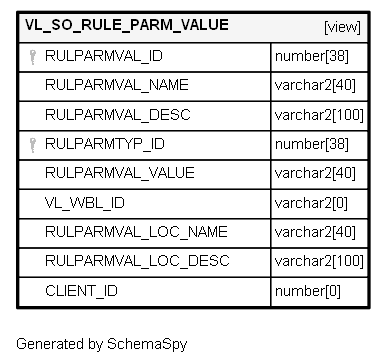 VL_SO_RULE_PARM_VALUE [view]
RULPARMVAL_ID number[38]
RULPARMVAL_NAME varchar2[40]
RULPARMVAL_DESC varchar2[100]
RULPARMTYP_ID number[38]
RULPARMVAL_VALUE varchar2[40]
VL_WBL_ID varchar2[0]
RULPARMVAL_LOC_NAME varchar2[40]
RULPARMVAL_LOC_DESC varchar2[100]
CLIENT_ID number[0]
Generated by SchemaSpy